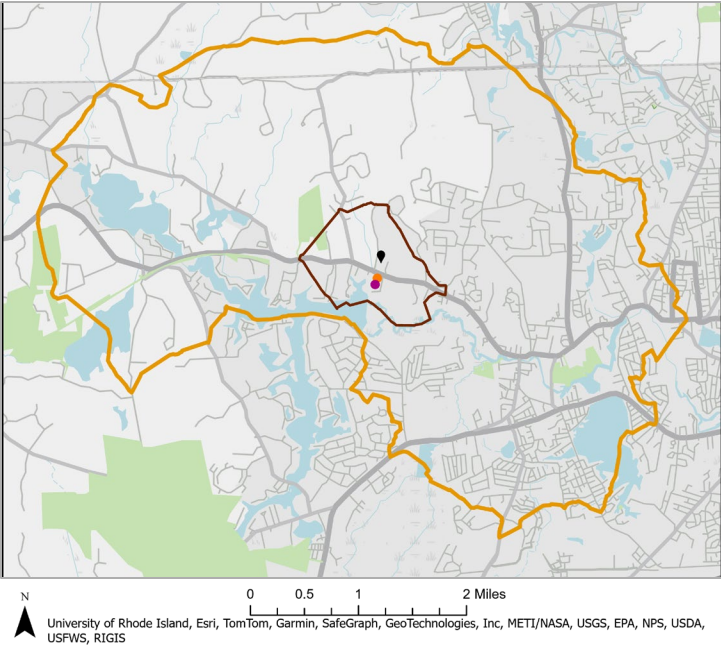 N
0 0.5 1 2 Miles
University of Rhode Island, Esri, TomTom, Garmin, SafeGraph, GeoTechnologies, Inc, METI/NASA, USGS, EPA, NPS, USDA,
USFWS, RIGIS